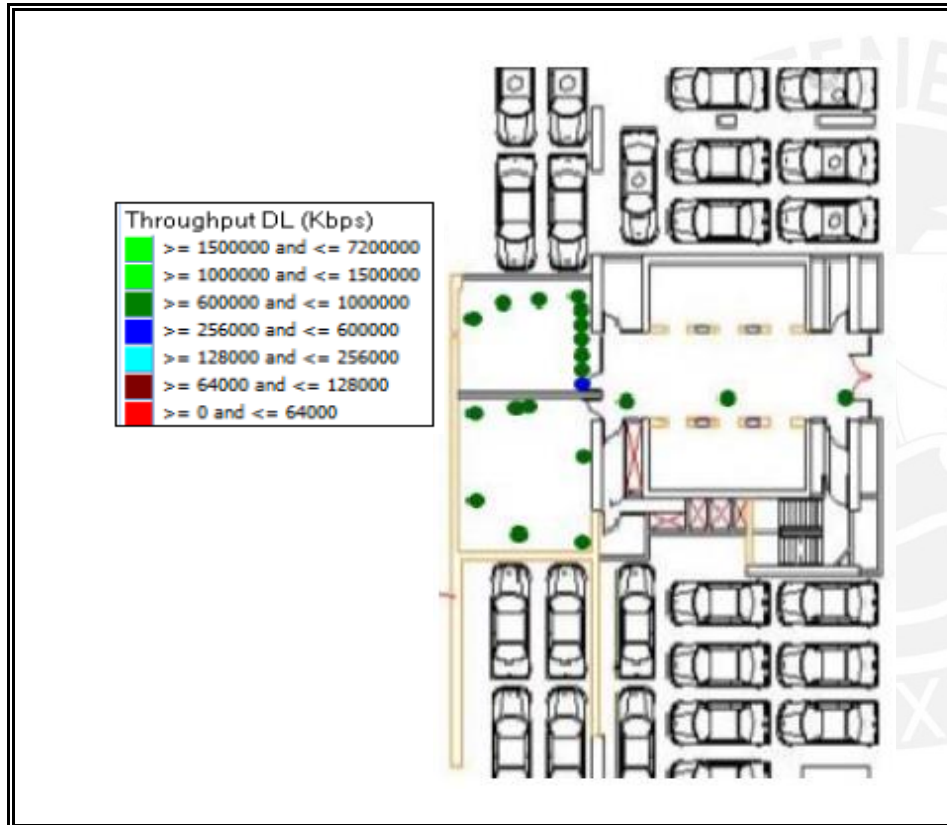 Throughput DL (Kbps)
>= 1500000 and <= 7200000
>= 1000000 and <= 1500000
>= 600000 and <= 1000000
>= 256000 and <= 600000
>= 128000 and <= 256000
>= 64000 and <= 128000
>= 0 and <= 64000